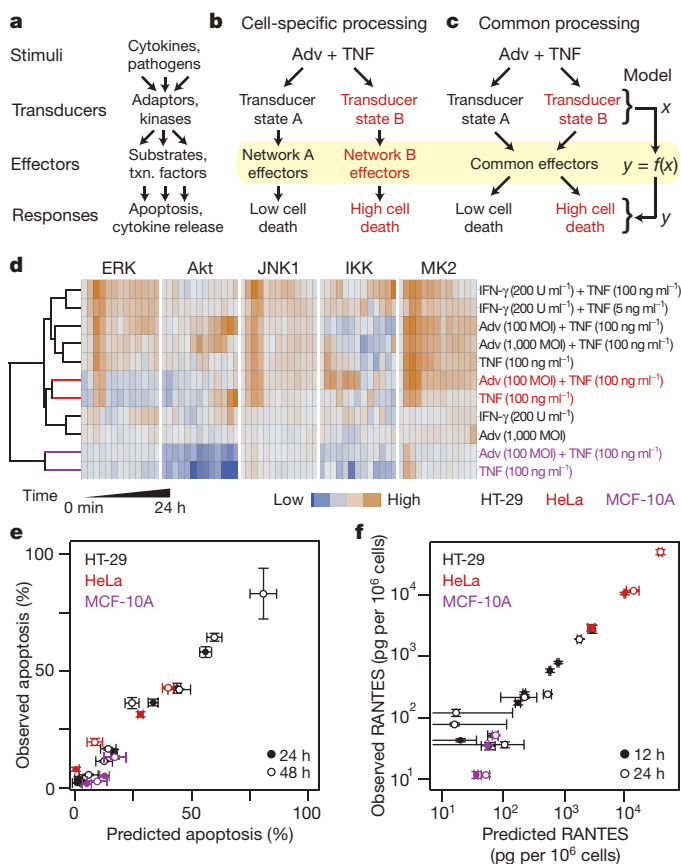 a
Stimuli
Transducers
Effectors
Responses
Cytokines,
pathogens
Adaptors,
kinases
Substrates,
txn. factors
Apoptosis,
cytokine release
b Cell-specific processing
Adv + TNF
Transducer
state A
Transducer
state B
Network A
effectors
Network B
effectors
Low cell
death
High cell
death
c Common processing
Adv + TNF
Model
Transducer
state A
Transducer
state B
} x
Common effectors
y = f(x)
Low cell
death
High cell
death
} y
d
ERK Akt JNK1 IKK MK2
IFN-γ (200 U ml⁻¹) + TNF (100 ng ml⁻¹)
IFN-γ (200 U ml⁻¹) + TNF (5 ng ml⁻¹)
Adv (100 MOI) + TNF (100 ng ml⁻¹)
Adv (1,000 MOI) + TNF (100 ng ml⁻¹)
TNF (100 ng ml⁻¹)
Adv (100 MOI) + TNF (100 ng ml⁻¹)
TNF (100 ng ml⁻¹)
IFN-γ (200 U ml⁻¹)
Adv (1,000 MOI)
Adv (100 MOI) + TNF (100 ng ml⁻¹)
TNF (100 ng ml⁻¹)
Time
0 min 24 h
Low High
HT-29 HeLa MCF-10A
e
Observed apoptosis (%)
100
50
0
HT-29
HeLa
MCF-10A
24 h
48 h
0 50 100
Predicted apoptosis (%)
f
Observed RANTES
(pg per 10⁶ cells)
10⁴
10³
10²
10¹
HT-29
HeLa
MCF-10A
12 h
24 h
10¹ 10² 10³ 10⁴
Predicted RANTES
(pg per 10⁶ cells)